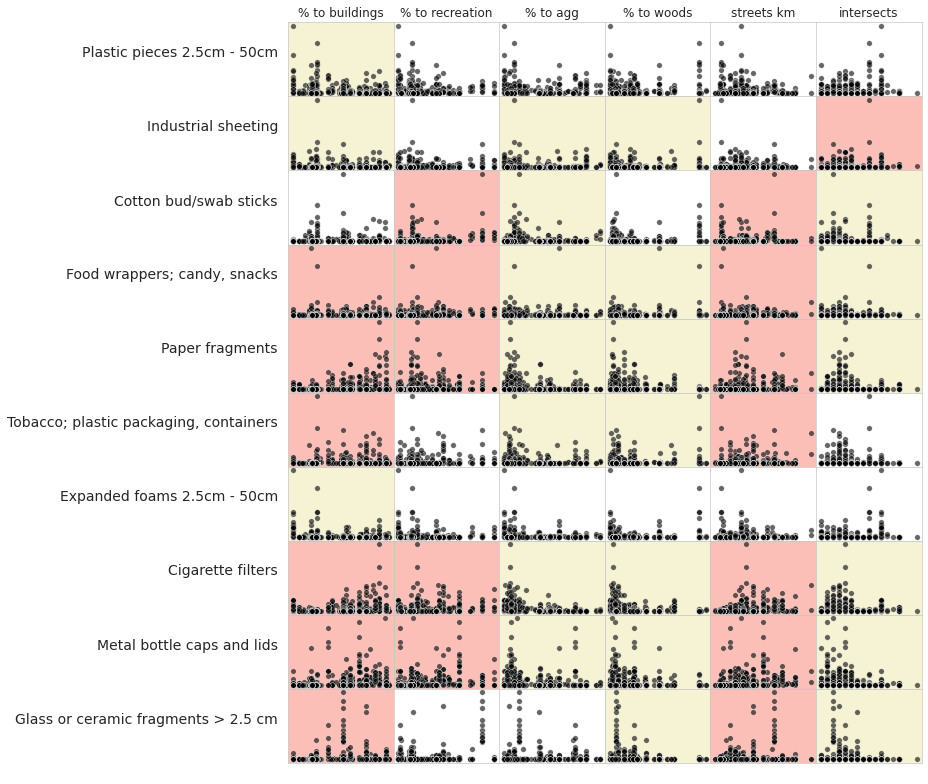 % to buildings % to recreation % to agg % to woods streets km intersects
Plastic pieces 2.5cm - 50cm
Industrial sheeting
Cotton bud/swab sticks
Food wrappers; candy, snacks
Paper fragments
Tobacco; plastic packaging, containers
Expanded foams 2.5cm - 50cm
Cigarette filters
Metal bottle caps and lids
Glass or ceramic fragments > 2.5 cm